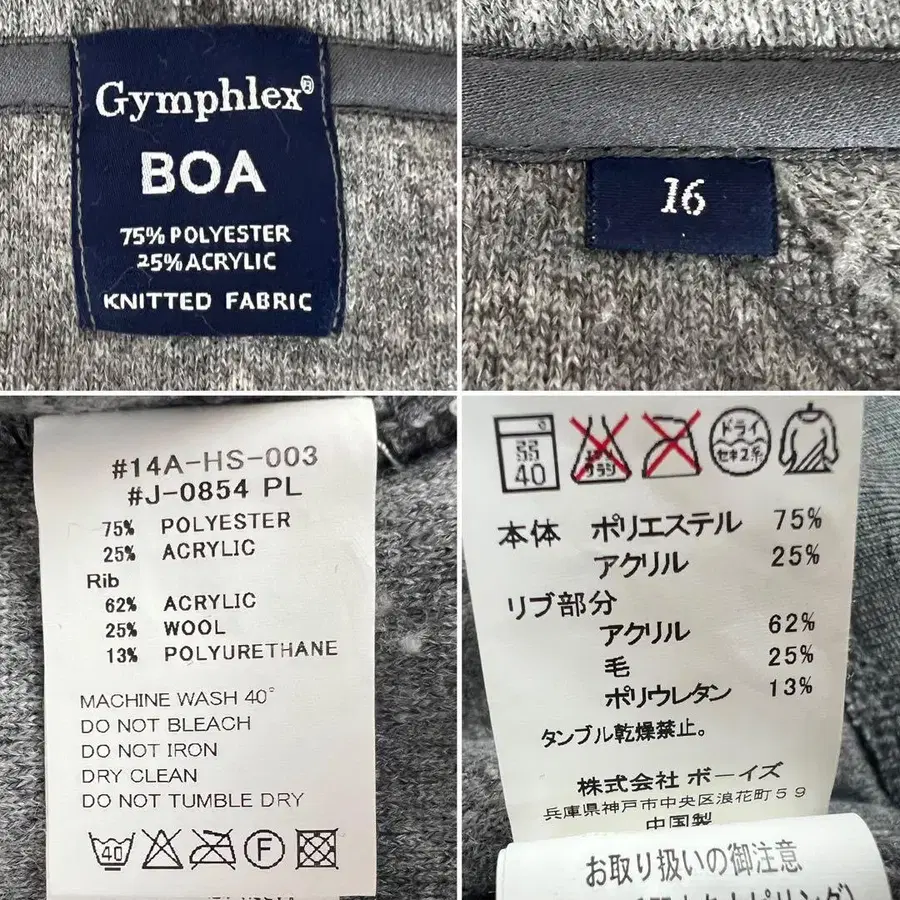 Gymphlex®
BOA
75% POLYESTER
25% ACRYLIC
KNITTED FABRIC
16
#14A-HS-003
#J-0854 PL
75% POLYESTER
25% ACRYLIC
Rib
62% ACRYLIC
25% WOOL
13% POLYURETHANE
MACHINE WASH 40°
DO NOT BLEACH
DO NOT IRON
DRY CLEAN
DO NOT TUMBLE DRY
40 F
40 ドライ
セキユ系
本体 ポリエステル 75%
アクリル 25%
リブ部分
アクリル 62%
毛 25%
ポリウレタン 13%
タンブル乾燥禁止。
株式会社 ボーイズ
兵庫県神戸市中央区浪花町59
中国製
お取り扱いの御注意